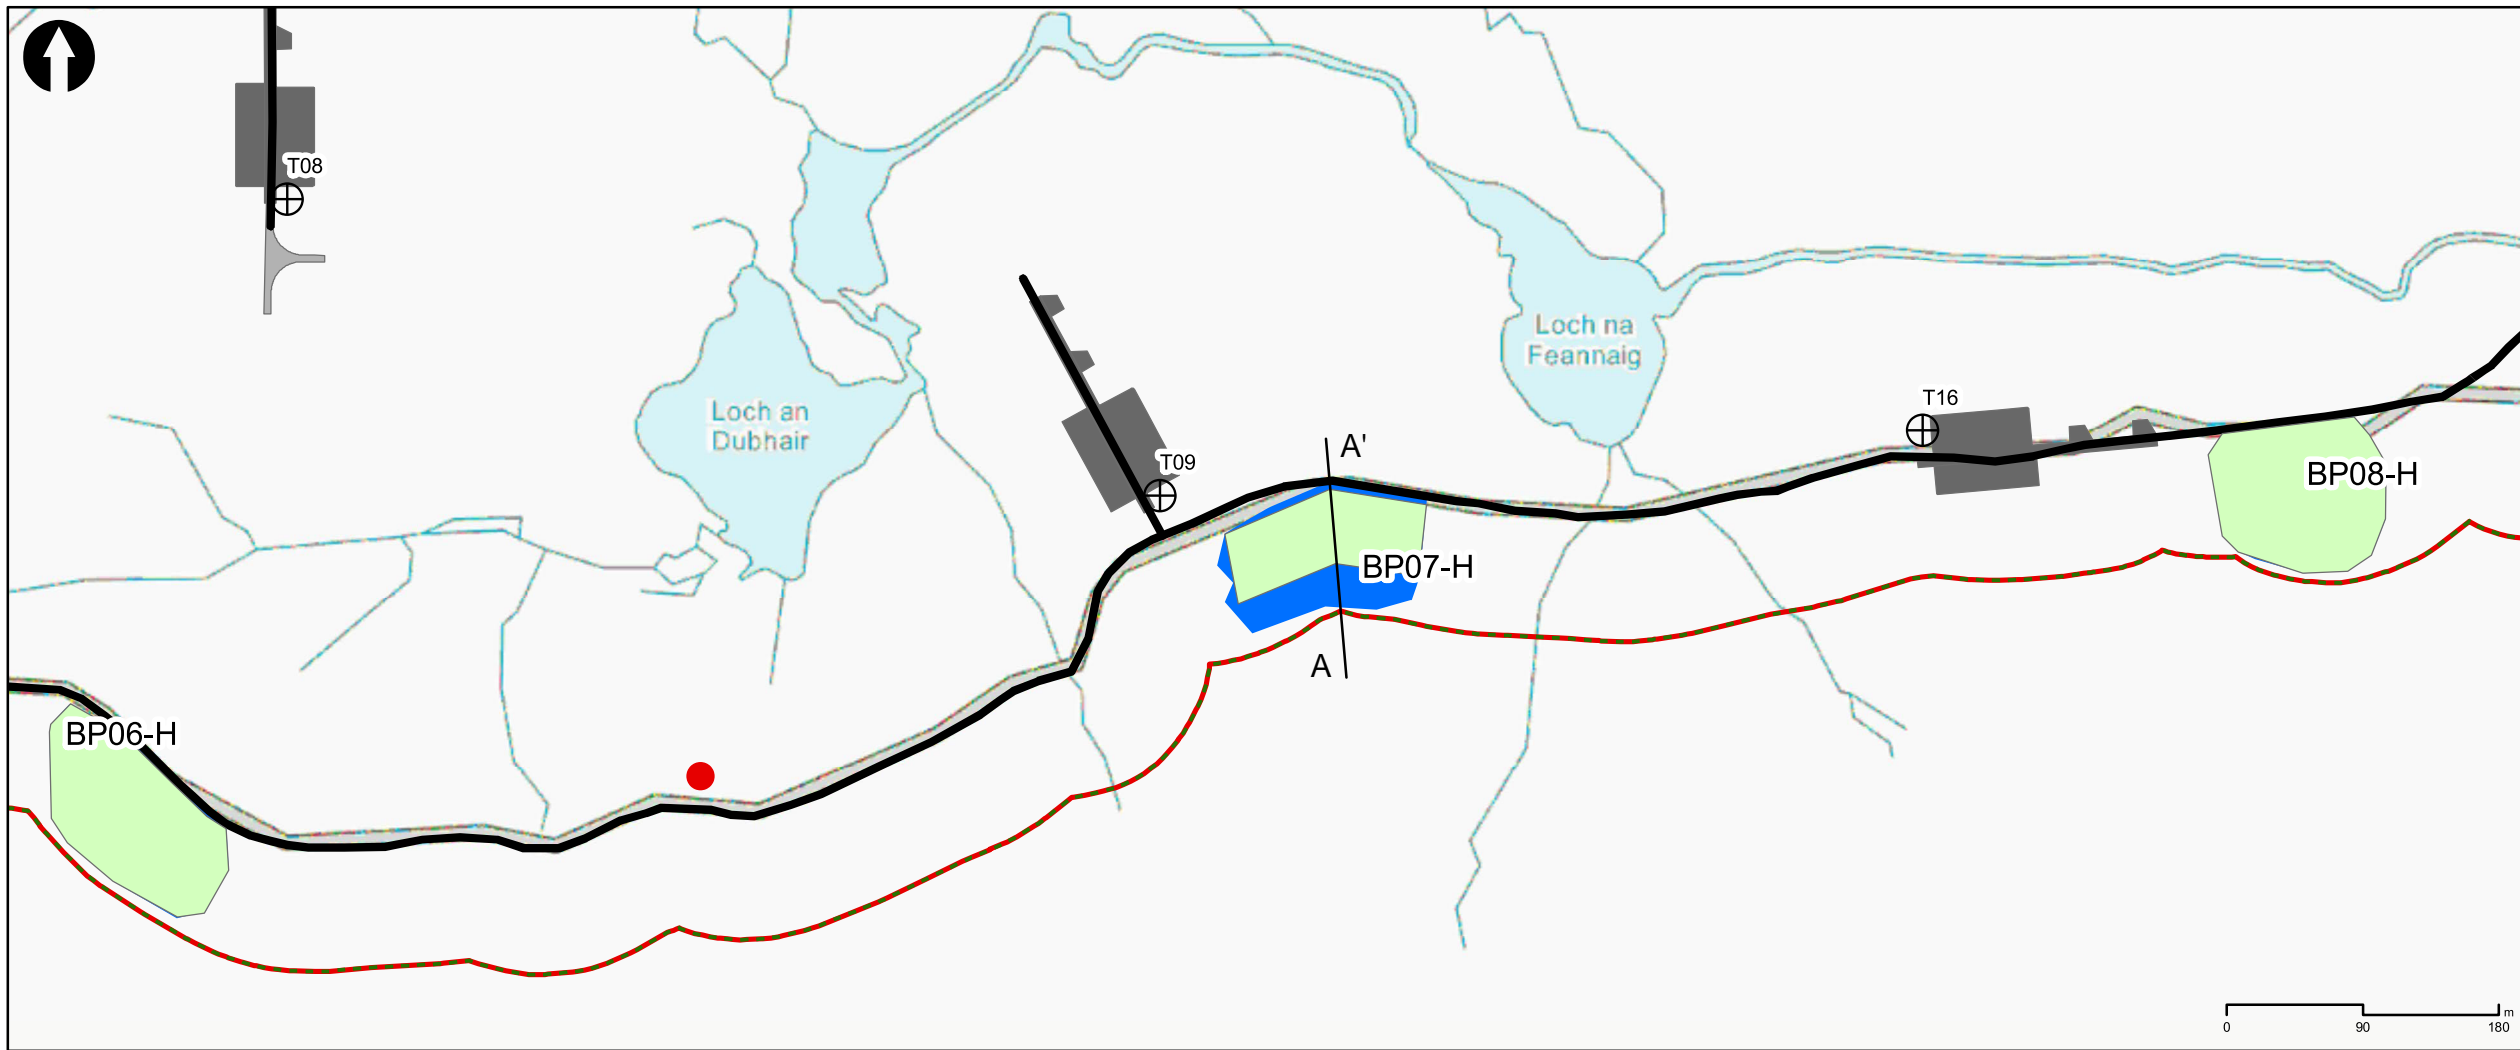 T08
Loch na
Feannaig
T16
Loch an
Dubhair
A'
T09
BP08-H
BP07-H
A
BP06-H
m
0
90
180